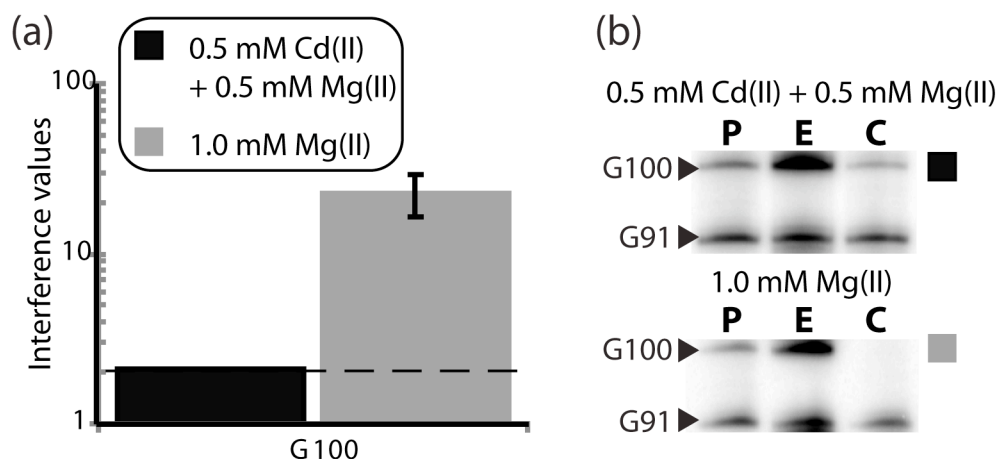 (a)
0.5 mM Cd(II)
+ 0.5 mM Mg(II)
1.0 mM Mg(II)
Interference values
100
10
1
G100
(b)
0.5 mM Cd(II) + 0.5 mM Mg(II)
P E C
G100
G91
1.0 mM Mg(II)
P E C
G100
G91